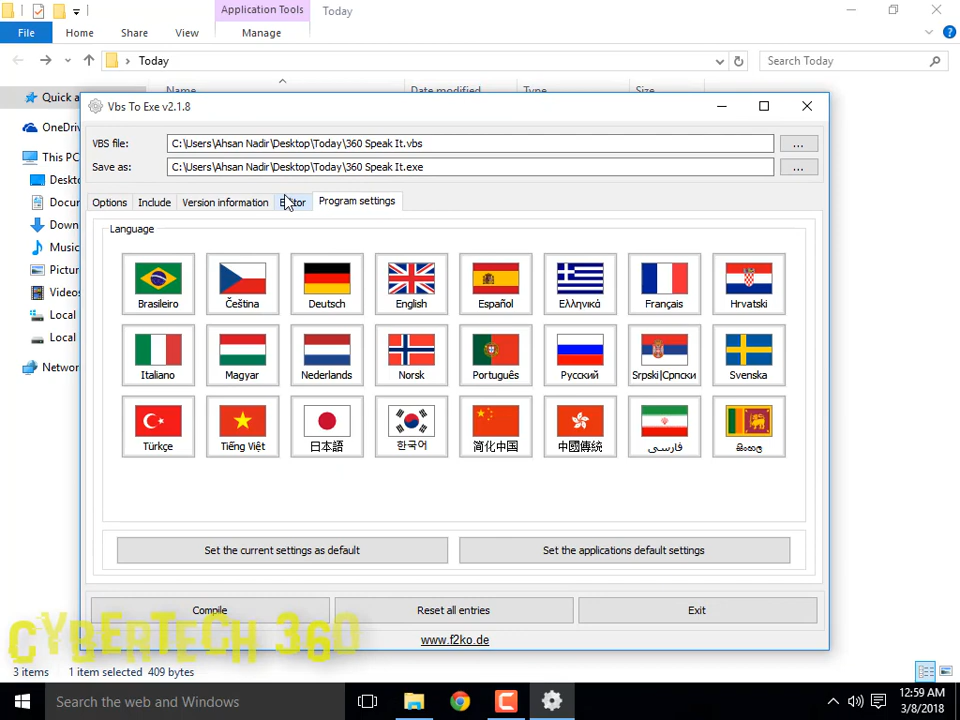 Application Tools
Today
File
Home
Share
View
Manage
Today
Search Today
Name
Date modified
Type
Size
Quick a
OneDriv
This PC
Deskto
Docur
Down
Music
Pictur
Videos
Local
Local
Networ
Vbs To Exe v2.1.8
VBS file:
C:\Users\Ahsan Nadir\Desktop\Today\360 Speak It.vbs
...
Save as:
C:\Users\Ahsan Nadir\Desktop\Today\360 Speak It.exe
...
Options
Include
Version information
Editor
Program settings
Language
Brasileiro
Čeština
Deutsch
English
Español
Ελληνικά
Français
Hrvatski
Italiano
Magyar
Nederlands
Norsk
Português
Русский
Srpski|Српски
Svenska
Türkçe
Tiếng Việt
日本語
한국어
简化中国
中國傳統
فارسی
සිංහල
Set the current settings as default
Set the applications default settings
Compile
Reset all entries
Exit
www.f2ko.de
CYBERTECH 360
3 items
1 item selected 409 bytes
Search the web and Windows
12:59 AM
3/8/2018